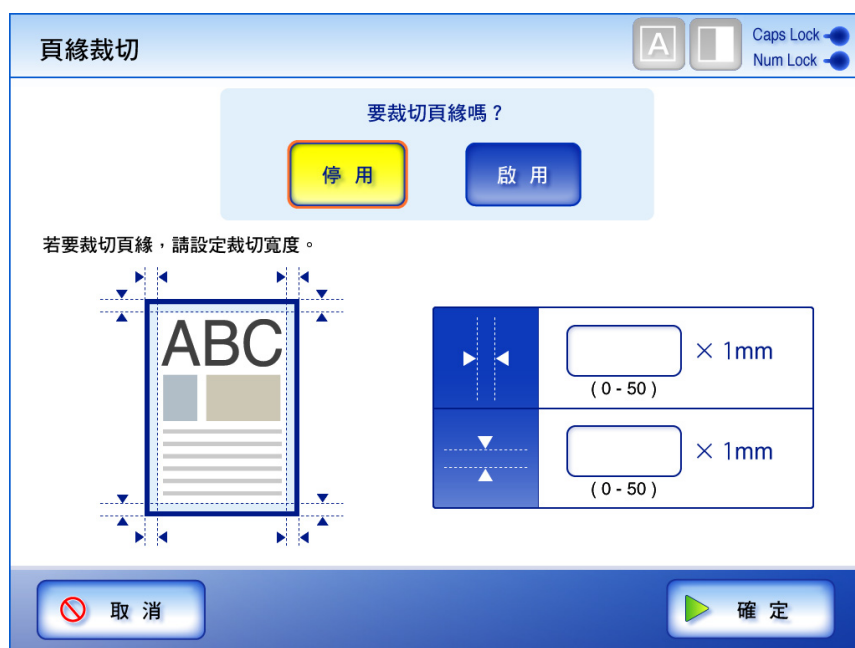 頁緣裁切
A
Caps Lock
Num Lock
要裁切頁緣嗎?
停用
啟用
若要裁切頁緣,請設定裁切寬度。
ABC
× 1mm
( 0 - 50 )
× 1mm
( 0 - 50 )
取消
確定